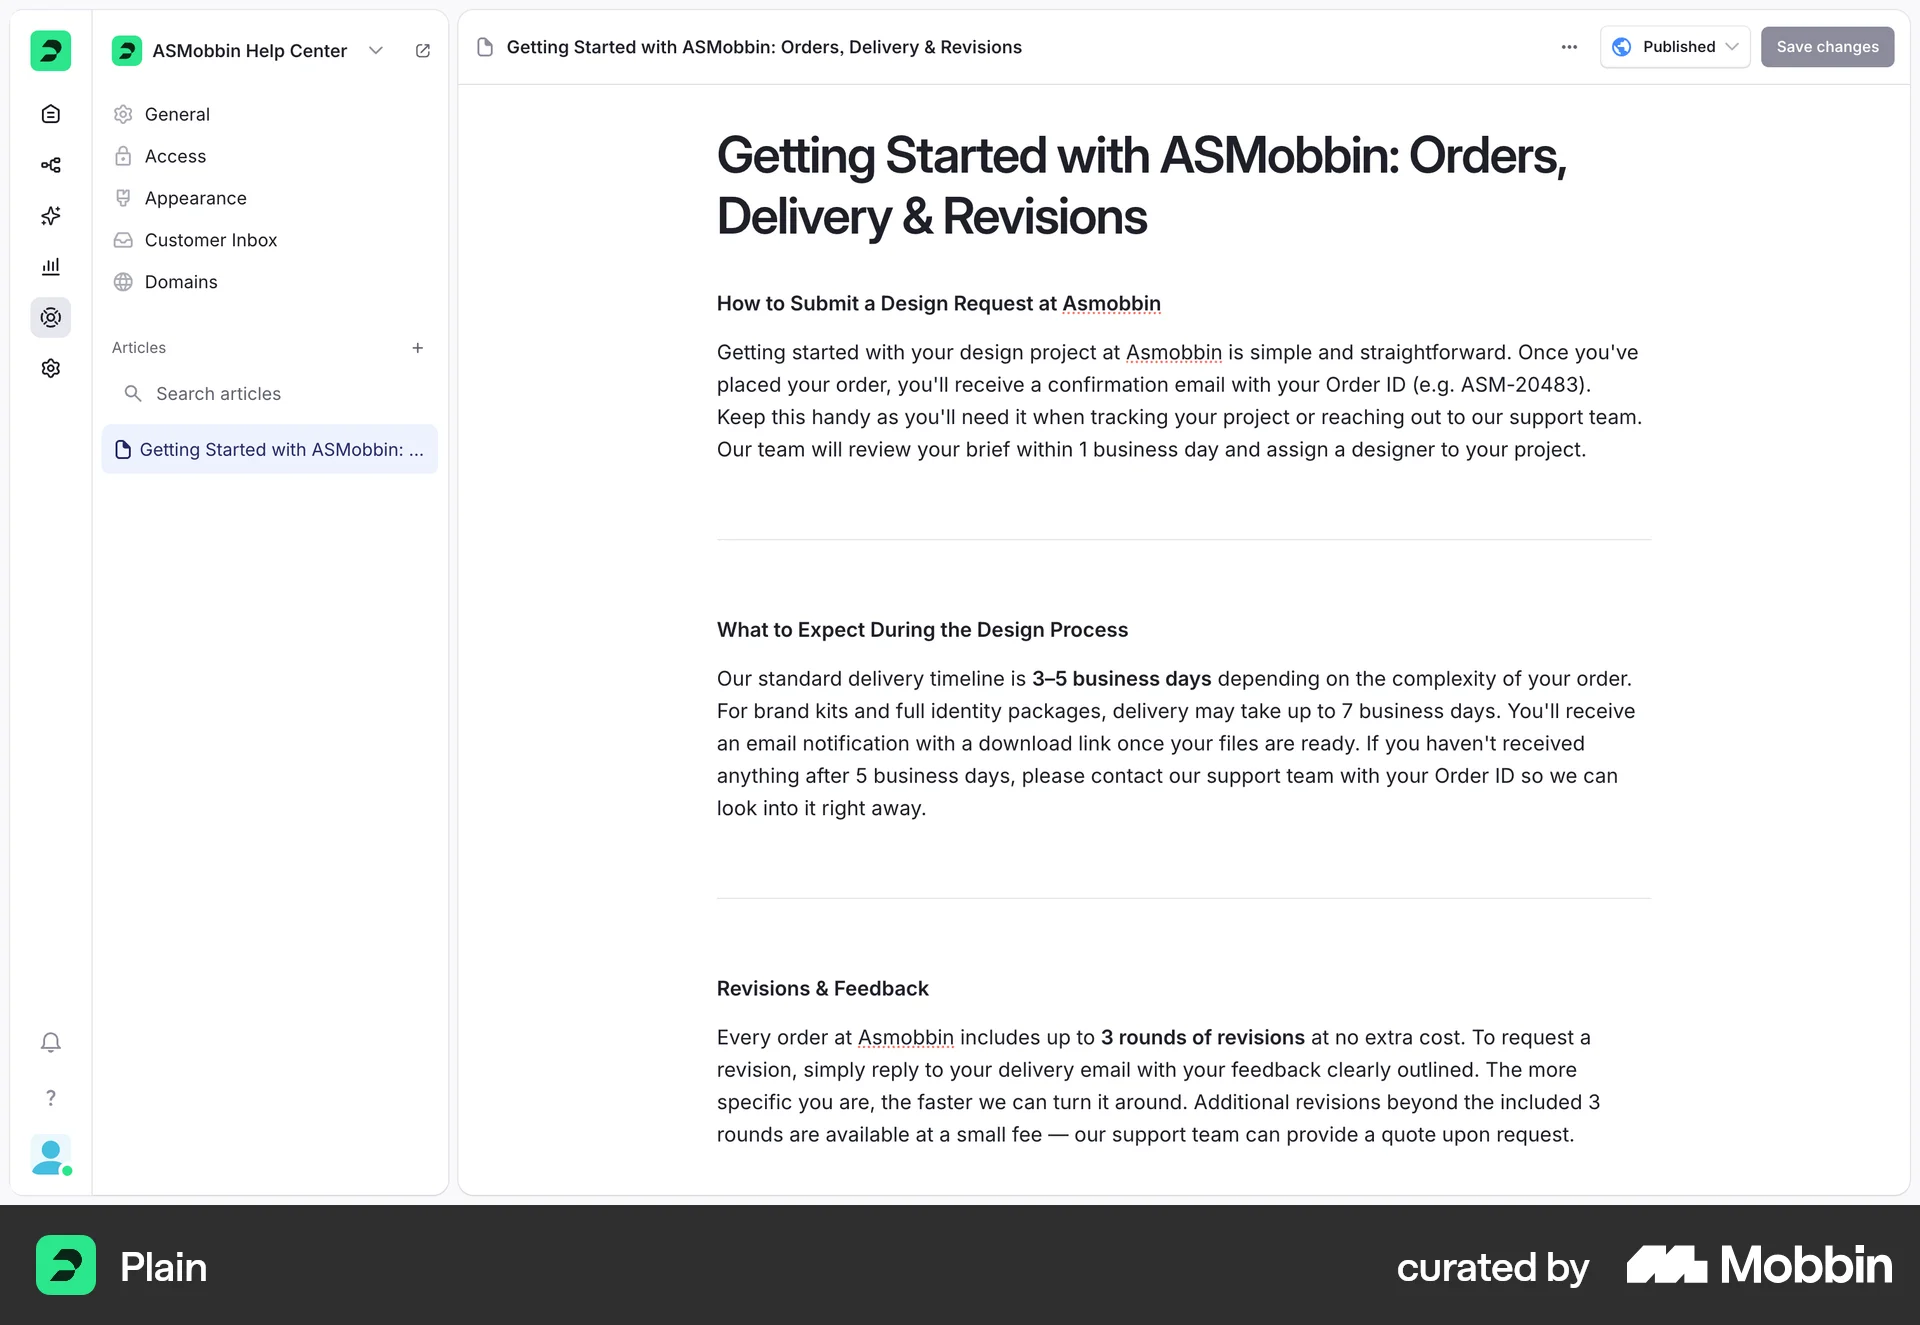 ASMobbin Help Center
General
Access
Appearance
Customer Inbox
Domains
Articles
Search articles
Getting Started with ASMobbin: ...
Getting Started with ASMobbin: Orders, Delivery & Revisions
Published
Save changes
Getting Started with ASMobbin: Orders,
Delivery & Revisions
How to Submit a Design Request at Asmobbin
Getting started with your design project at Asmobbin is simple and straightforward. Once you've
placed your order, you'll receive a confirmation email with your Order ID (e.g. ASM-20483).
Keep this handy as you'll need it when tracking your project or reaching out to our support team.
Our team will review your brief within 1 business day and assign a designer to your project.
What to Expect During the Design Process
Our standard delivery timeline is 3–5 business days depending on the complexity of your order.
For brand kits and full identity packages, delivery may take up to 7 business days. You'll receive
an email notification with a download link once your files are ready. If you haven't received
anything after 5 business days, please contact our support team with your Order ID so we can
look into it right away.
Revisions & Feedback
Every order at Asmobbin includes up to 3 rounds of revisions at no extra cost. To request a
revision, simply reply to your delivery email with your feedback clearly outlined. The more
specific you are, the faster we can turn it around. Additional revisions beyond the included 3
rounds are available at a small fee — our support team can provide a quote upon request.
Plain
curated by Mobbin